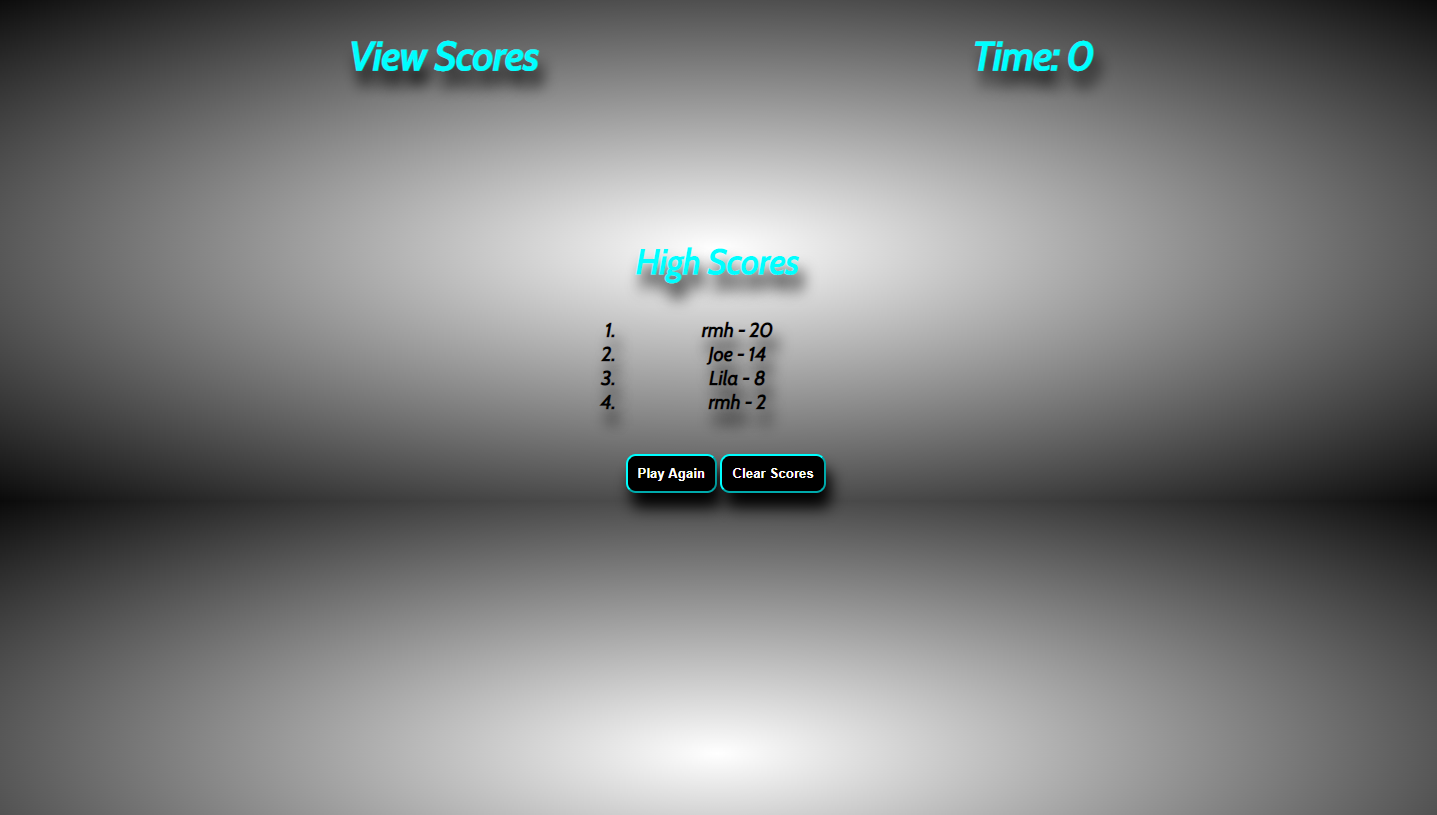 View Scores Time: 0
High Scores
1. rmh - 20
2. Joe - 14
3. Lila - 8
4. rmh - 2
Play Again Clear Scores